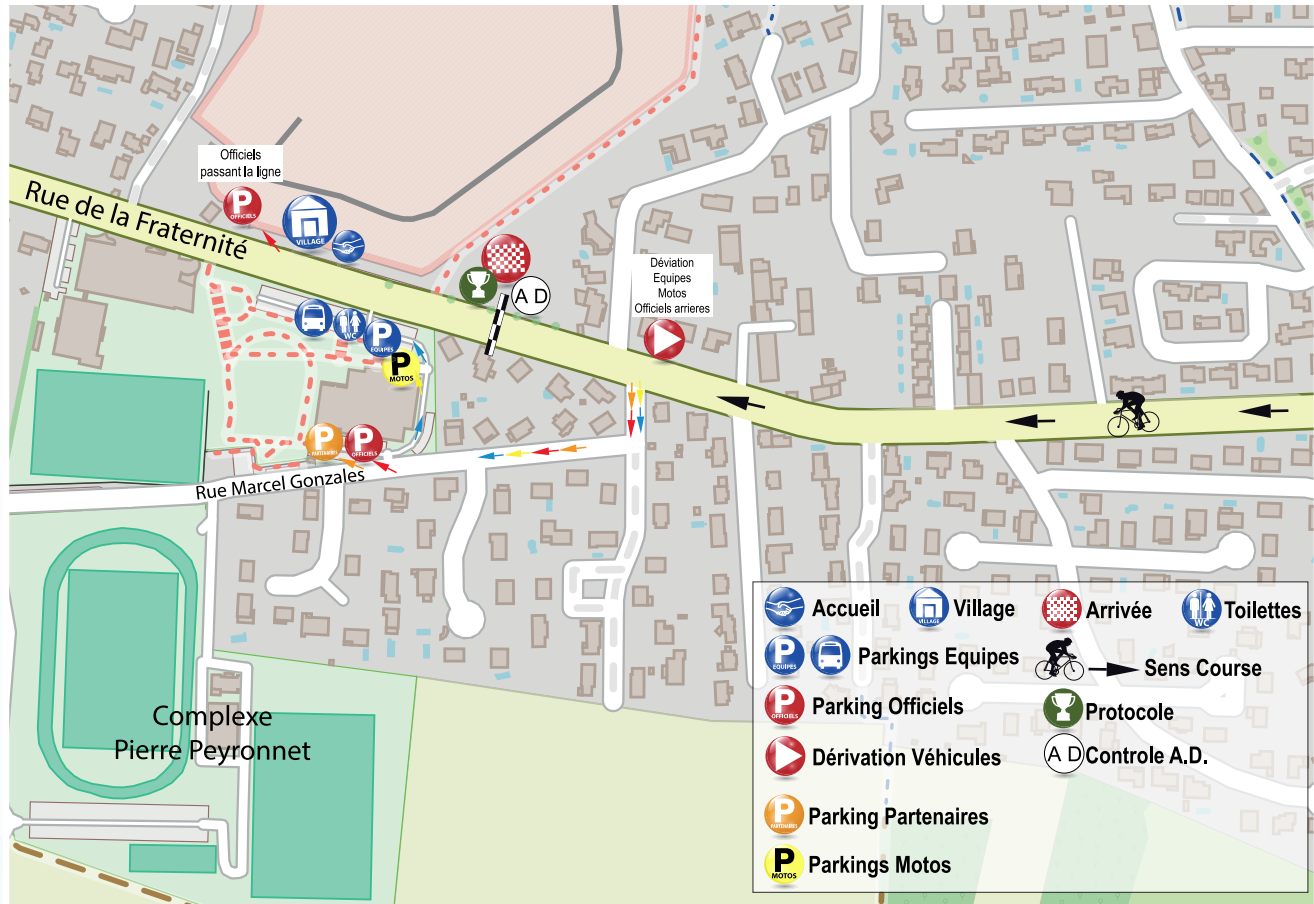 Officiels
passant la ligne
P
OFFICIELS
VILLAGE
Rue de la Fraternité
A D
Déviation
Equipes
Motos
Officiels arrieres
WC
P
EQUIPES
P
MOTOS
P
PARTENAIRES
P
OFFICIELS
Rue Marcel Gonzales
Complexe
Pierre Peyronnet
Accueil
VILLAGE
Village
Arrivée
WC
Toilettes
P
EQUIPES
Parkings Equipes
Sens Course
P
OFFICIELS
Parking Officiels
Protocole
Dérivation Véhicules
A D
Controle A.D.
P
PARTENAIRES
Parking Partenaires
P
MOTOS
Parkings Motos